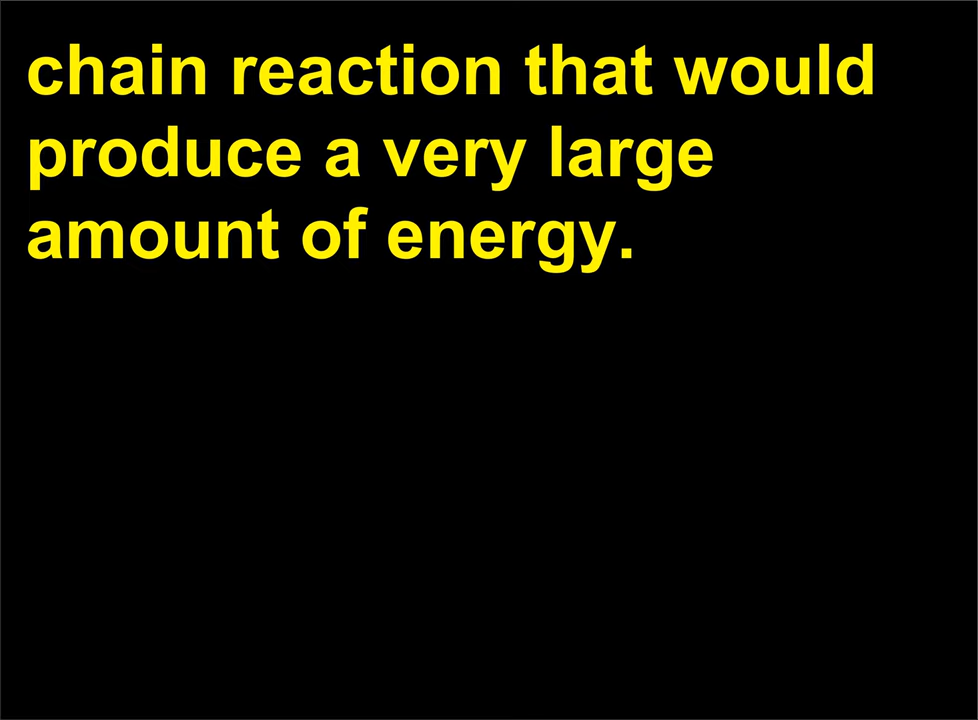 chain reaction that would
produce a very large
amount of energy.